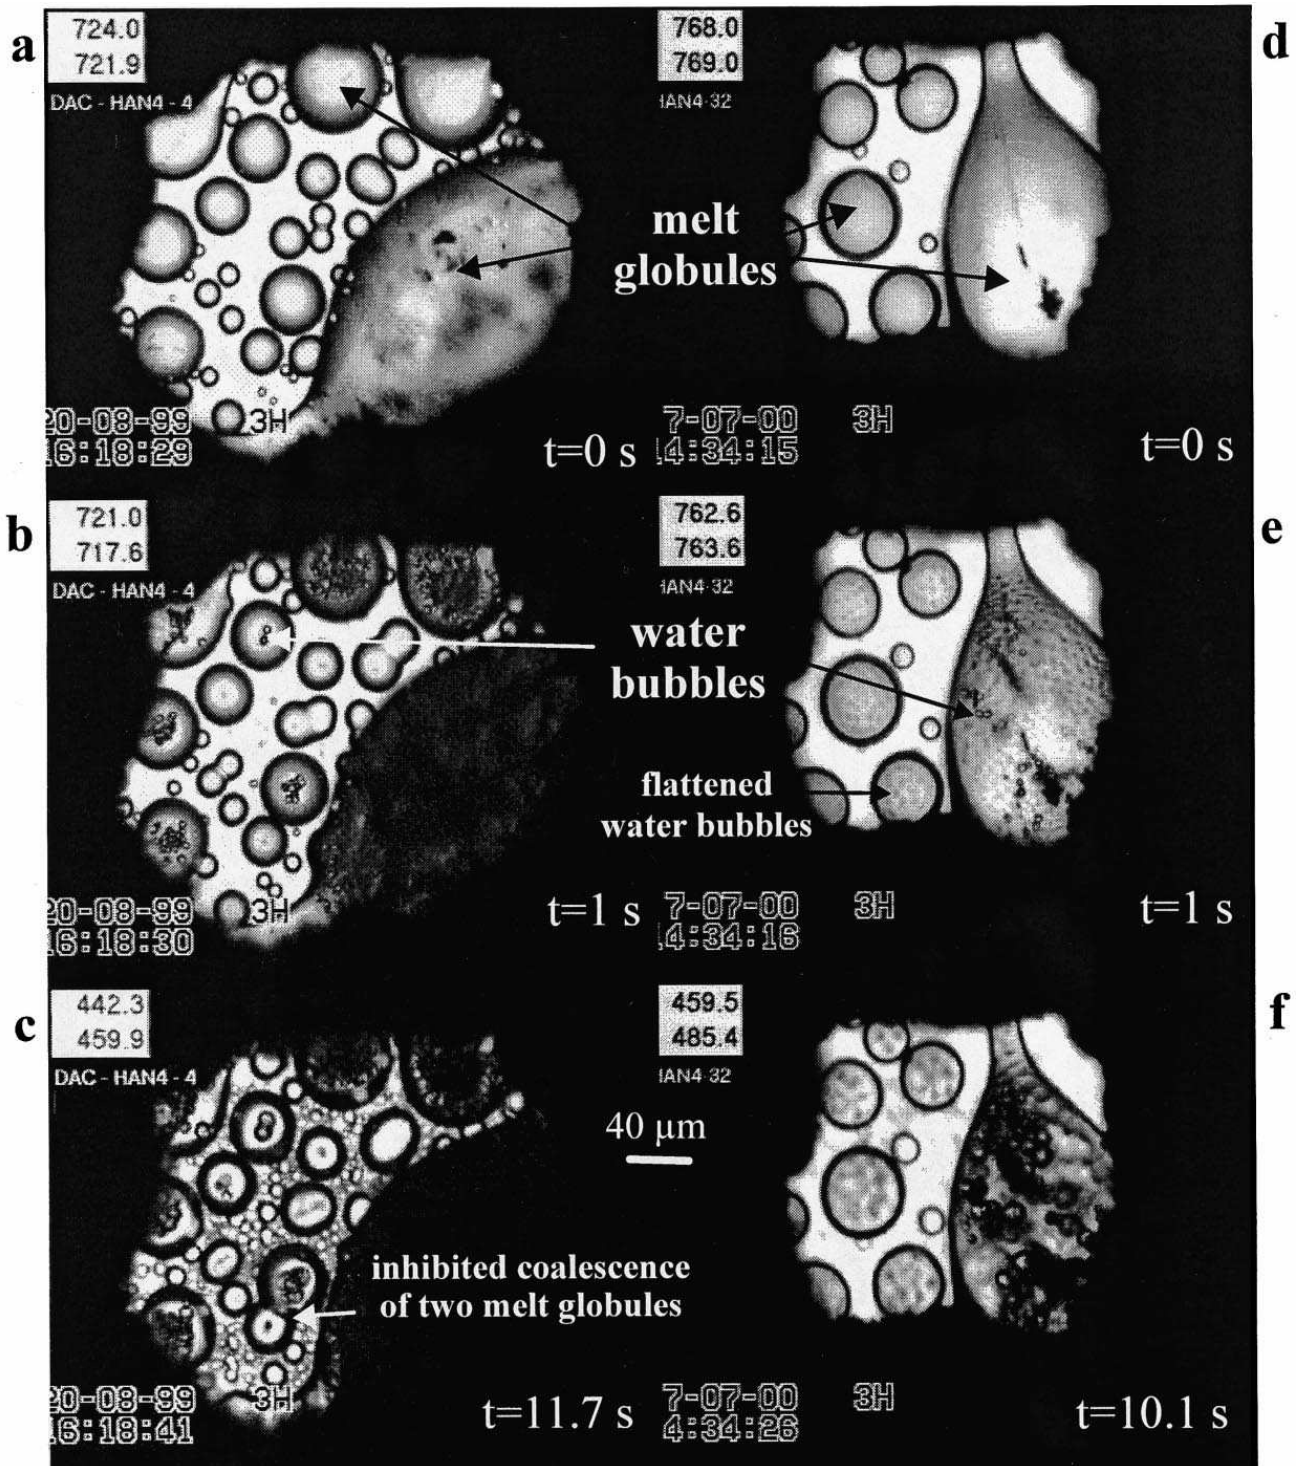 a
724.0
721.9
DAC - HAN4 - 4
20-08-99
16:18:29
3H
t=0 s
768.0
769.0
HAN4-32
d
melt
globules
7-07-00
4:34:15
3H
t=0 s
b
721.0
717.6
DAC - HAN4 - 4
20-08-99
16:18:30
3H
t=1 s
762.6
763.6
HAN4-32
e
water
bubbles
flattened
water bubbles
7-07-00
4:34:16
3H
t=1 s
c
442.3
459.9
DAC - HAN4 - 4
40 µm
inhibited coalescence
of two melt globules
20-08-99
16:18:41
3H
t=11.7 s
459.5
485.4
HAN4-32
f
7-07-00
4:34:26
3H
t=10.1 s